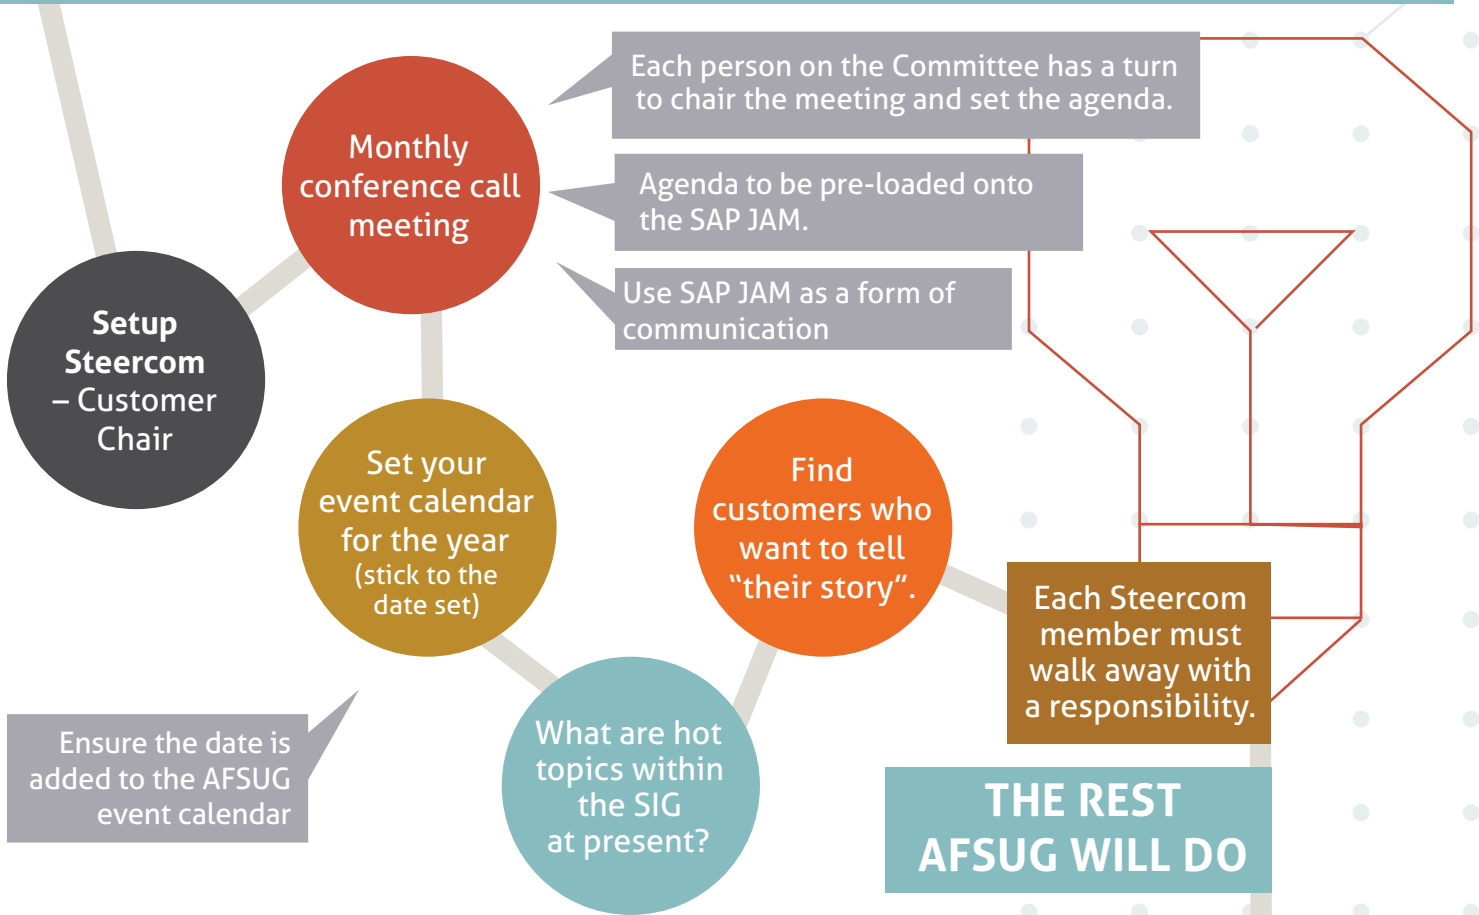 Setup
Steercom
– Customer
Chair
Monthly
conference call
meeting
Each person on the Committee has a turn
to chair the meeting and set the agenda.
Agenda to be pre-loaded onto
the SAP JAM.
Use SAP JAM as a form of
communication
Set your
event calendar
for the year
(stick to the
date set)
Ensure the date is
added to the AFSUG
event calendar
What are hot
topics within
the SIG
at present?
Find
customers who
want to tell
“their story”.
Each Steercom
member must
walk away with
a responsibility.
THE REST
AFSUG WILL DO